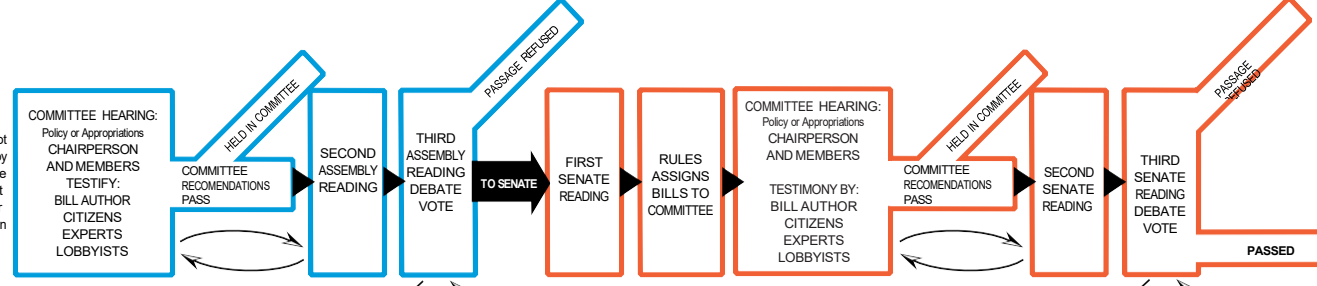 ot
by
e
t
r
n
COMMITTEE HEARING:
Policy or Appropriations
CHAIRPERSON
AND MEMBERS
TESTIFY:
BILL AUTHOR
CITIZENS
EXPERTS
LOBBYISTS
HELD IN COMMITTEE
COMMITTEE
RECOMENDATIONS
PASS
SECOND
ASSEMBLY
READING
THIRD
ASSEMBLY
READING
DEBATE
VOTE
PASSAGE REFUSED
TO SENATE
FIRST
SENATE
READING
RULES
ASSIGNS
BILLS TO
COMMITTEE
COMMITTEE HEARING:
Policy or Appropriations
CHAIRPERSON
AND MEMBERS
TESTIMONY BY:
BILL AUTHOR
CITIZENS
EXPERTS
LOBBYISTS
HELD IN COMMITTEE
COMMITTEE
RECOMENDATIONS
PASS
SECOND
SENATE
READING
THIRD
SENATE
READING
DEBATE
VOTE
PASSAGE
REFUSED
PASSED